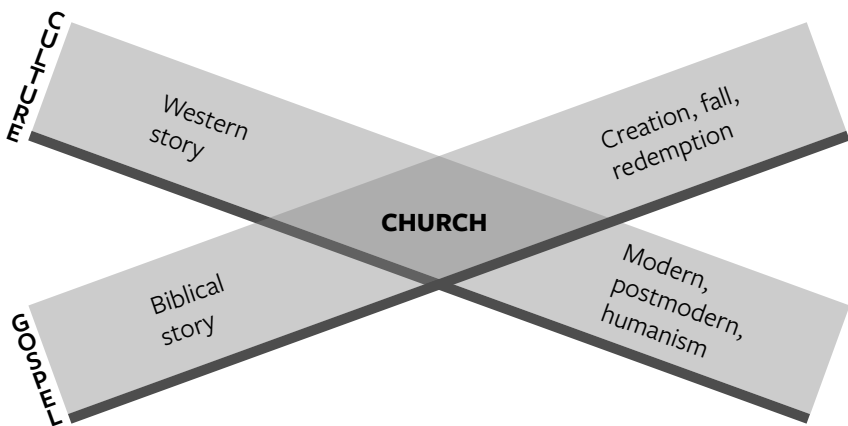 CULTURE
Western
story
Creation, fall,
redemption
CHURCH
Biblical
story
Modern,
postmodern,
humanism
GOSPEL